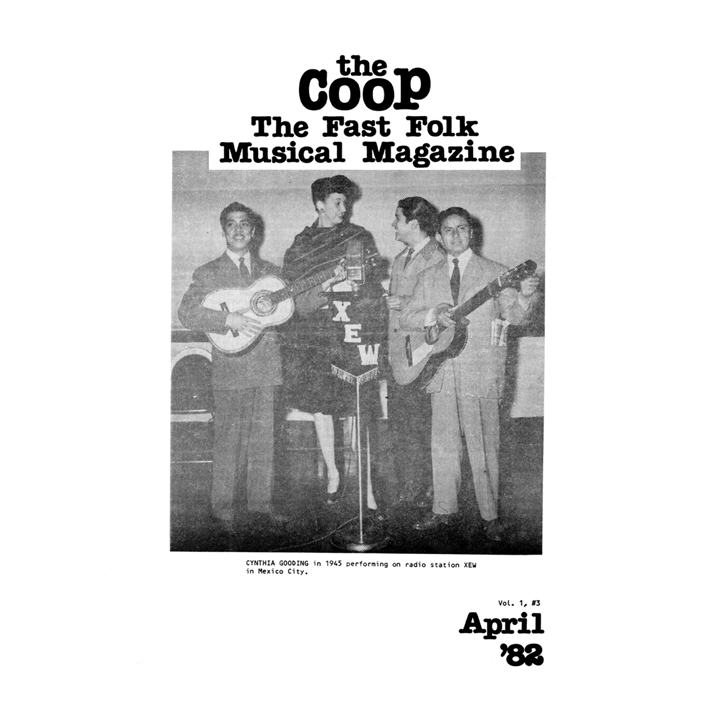 the
COOP
The Fast Folk
Musical Magazine
XEW
CYNTHIA GOODING in 1945 performing on radio station XEW
in Mexico City.
Vol. 1, #3
April
'82